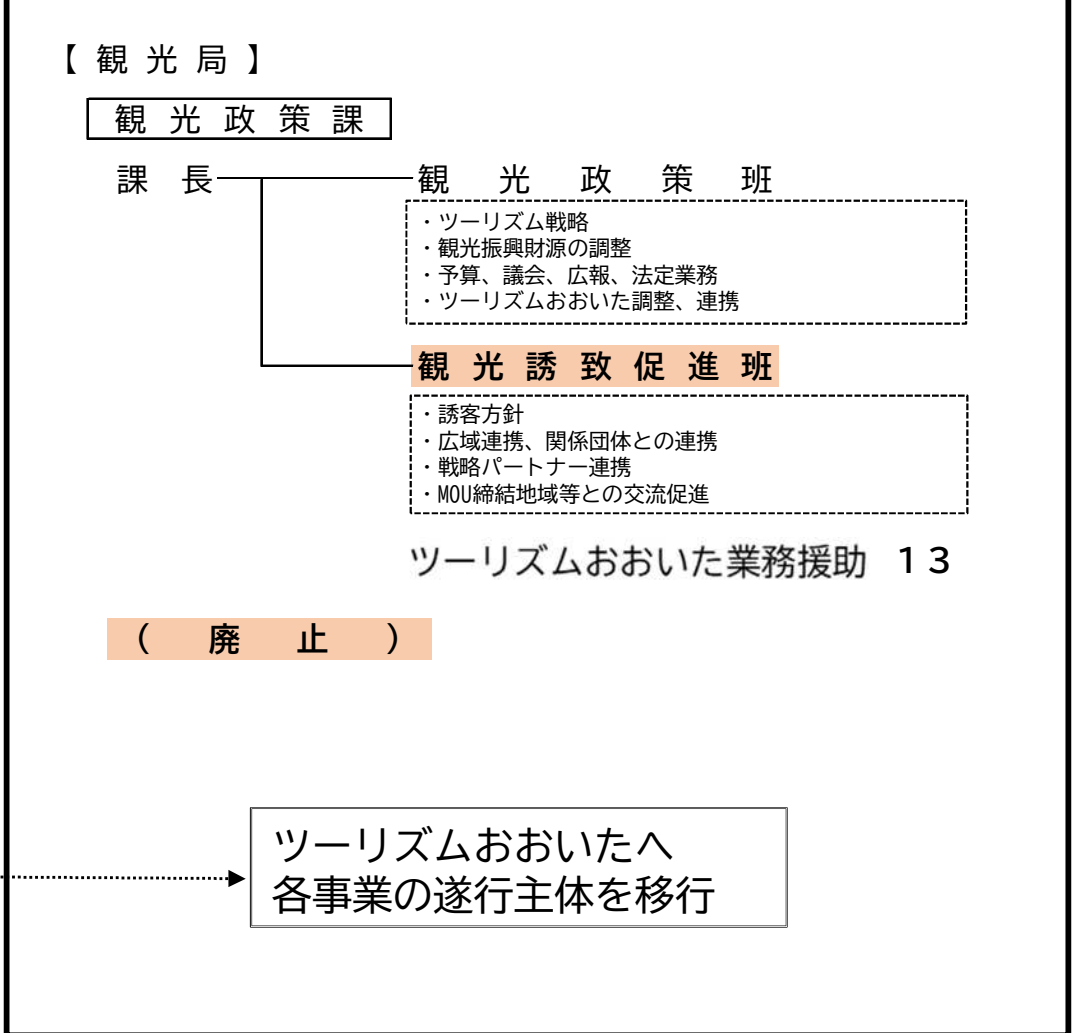 【観光局】
観光政策課
課長
観光政策班
・ツーリズム戦略
・観光振興財源の調整
・予算、議会、広報、法定業務
・ツーリズムおおいた調整、連携
観光誘致促進班
・誘客方針
・広域連携、関係団体との連携
・戦略パートナー連携
・MOU締結地域等との交流促進
ツーリズムおおいた業務援助 13
(廃止)
ツーリズムおおいたへ
各事業の遂行主体を移行